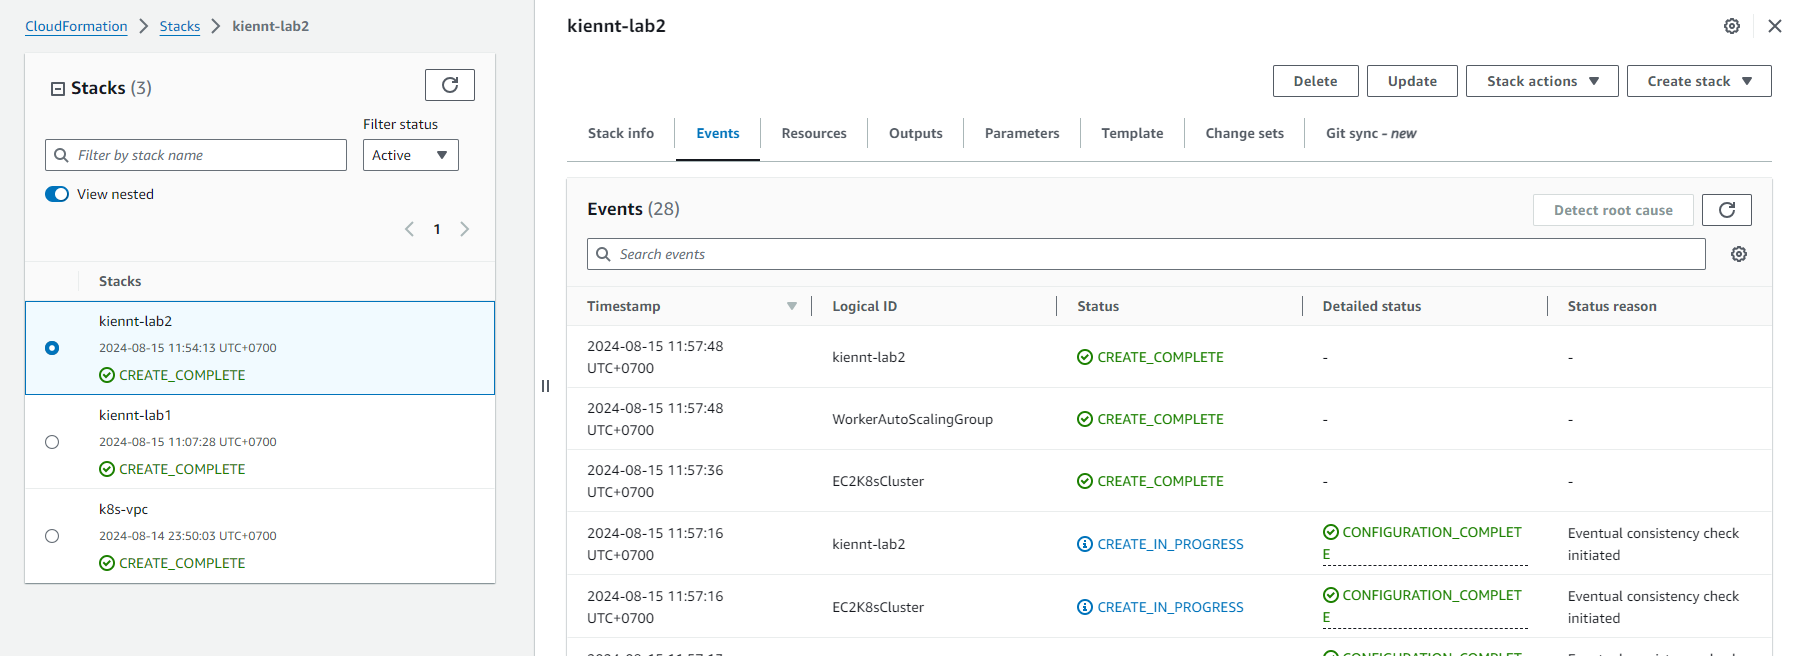 CloudFormation > Stacks > kiennt-lab2
Stacks (3)
Filter status
Filter by stack name
Active
View nested
1
Stacks
kiennt-lab2
2024-08-15 11:54:13 UTC+0700
CREATE_COMPLETE
kiennt-lab1
2024-08-15 11:07:28 UTC+0700
CREATE_COMPLETE
k8s-vpc
2024-08-14 23:50:03 UTC+0700
CREATE_COMPLETE
kiennt-lab2
Delete Update Stack actions Create stack
Stack info Events Resources Outputs Parameters Template Change sets Git sync - new
Events (28)
Detect root cause
Search events
Timestamp Logical ID Status Detailed status Status reason
2024-08-15 11:57:48
UTC+0700
kiennt-lab2 CREATE_COMPLETE - -
2024-08-15 11:57:48
UTC+0700
WorkerAutoScalingGroup CREATE_COMPLETE - -
2024-08-15 11:57:36
UTC+0700
EC2K8sCluster CREATE_COMPLETE - -
2024-08-15 11:57:16
UTC+0700
kiennt-lab2 CREATE_IN_PROGRESS
CONFIGURATION_COMPLET
E
Eventual consistency check
initiated
2024-08-15 11:57:16
UTC+0700
EC2K8sCluster CREATE_IN_PROGRESS
CONFIGURATION_COMPLET
E
Eventual consistency check
initiated